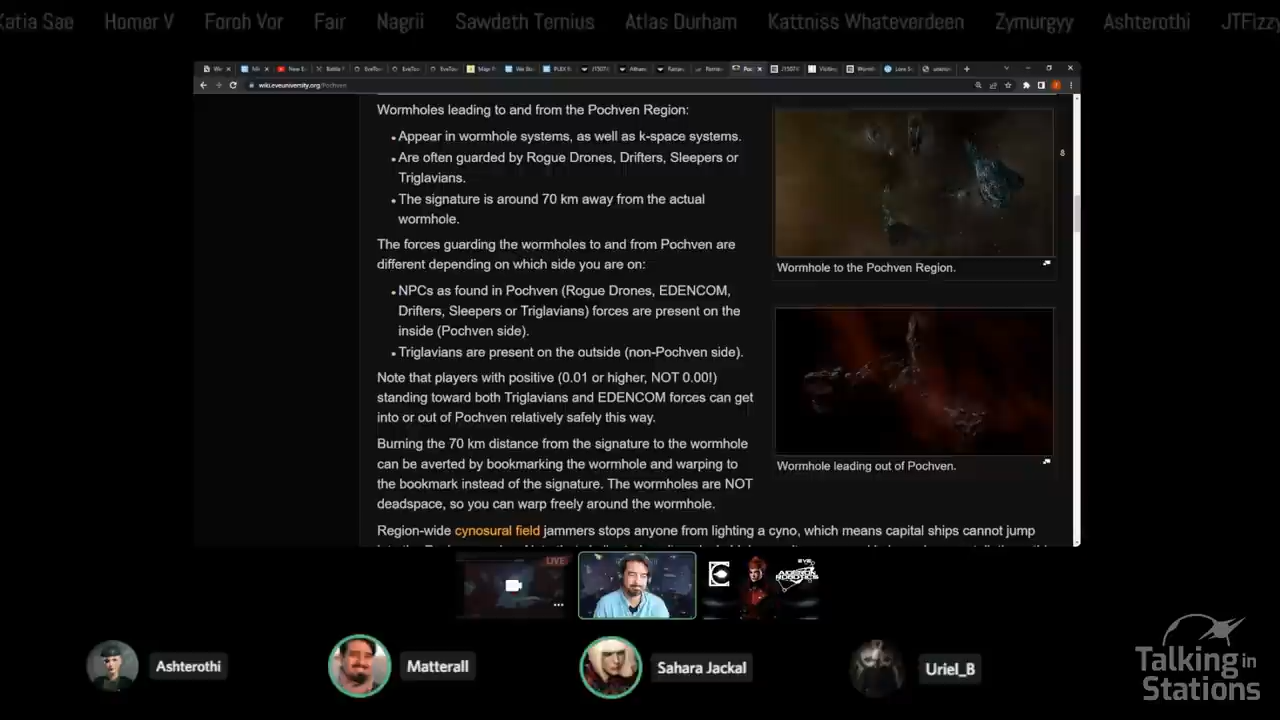 Katia Sae Homer V Foroh Vor Fair Nagrii Sawdeth Ternius Atlas Durham Kattniss Whateverdeen Zymurgyy Ashterothi JTFizzy
wiki.eveuniversity.org/Pochven
Wormholes leading to and from the Pochven Region:
• Appear in wormhole systems, as well as k-space systems.
• Are often guarded by Rogue Drones, Drifters, Sleepers or
Triglavians.
• The signature is around 70 km away from the actual
wormhole.
The forces guarding the wormholes to and from Pochven are
different depending on which side you are on:
• NPCs as found in Pochven (Rogue Drones, EDENCOM,
Drifters, Sleepers or Triglavians) forces are present on the
inside (Pochven side).
• Triglavians are present on the outside (non-Pochven side).
Note that players with positive (0.01 or higher, NOT 0.00!)
standing toward both Triglavians and EDENCOM forces can get
into or out of Pochven relatively safely this way.
Burning the 70 km distance from the signature to the wormhole
can be averted by bookmarking the wormhole and warping to
the bookmark instead of the signature. The wormholes are NOT
deadspace, so you can warp freely around the wormhole.
Region-wide cynosural field jammers stops anyone from lighting a cyno, which means capital ships cannot jump
Wormhole to the Pochven Region.
Wormhole leading out of Pochven.
8
LIVE
EVE
Ashterothi
Matterall
Sahara Jackal
Uriel_B
Talking in
Stations